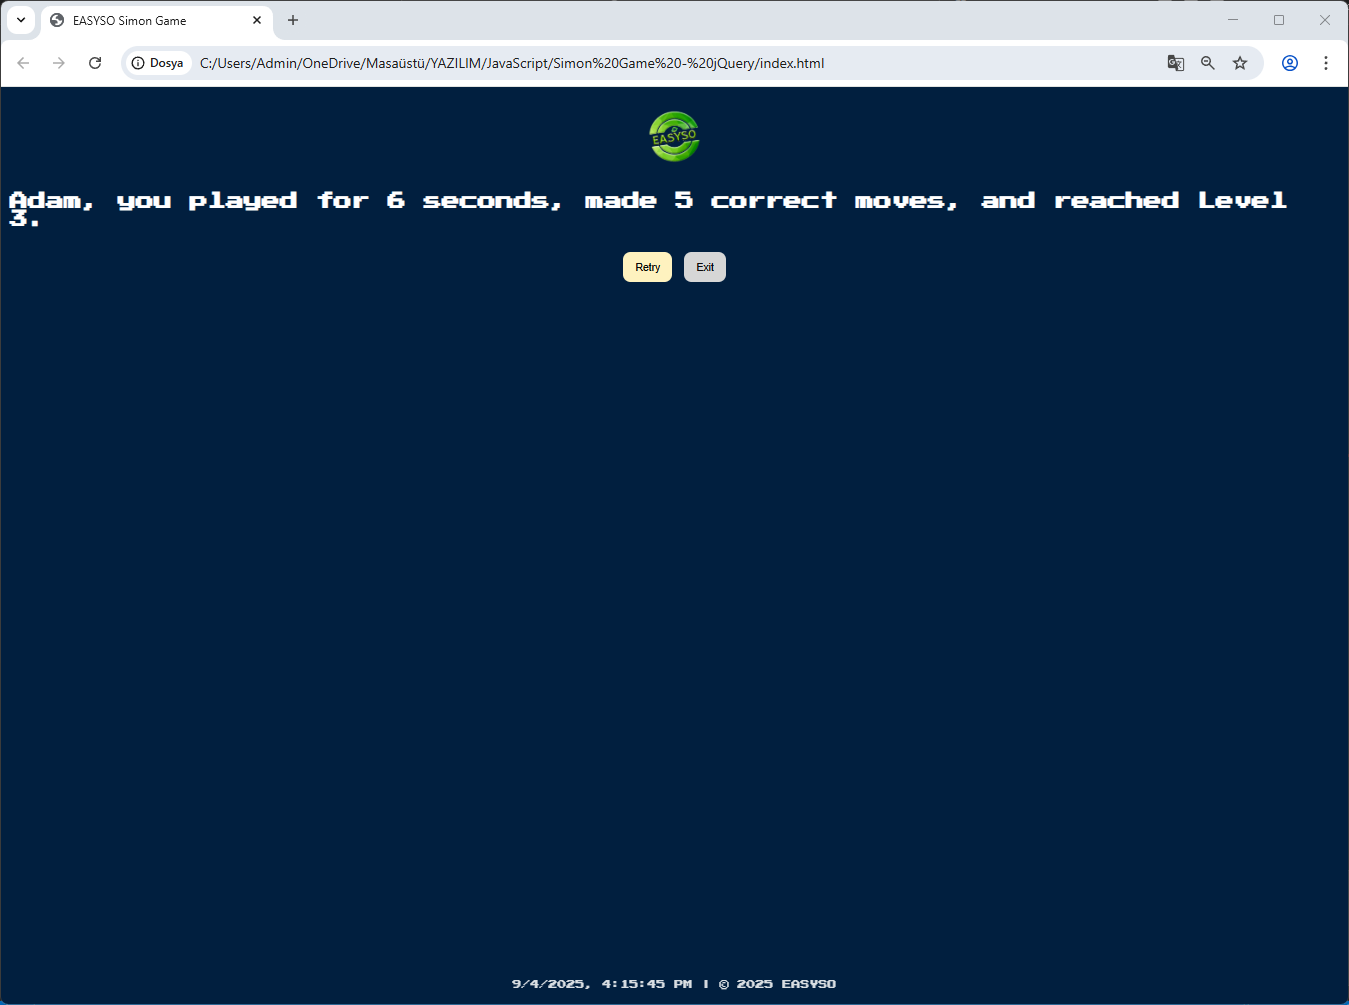 EASYSO Simon Game
Dosya C:/Users/Admin/OneDrive/Masaüstü/YAZILIM/JavaScript/Simon%20Game%20-%20jQuery/index.html
EASYSO
Adam, you played for 6 seconds, made 5 correct moves, and reached Level
3.
Retry Exit
9/4/2025, 4:15:45 PM | © 2025 EASYSO